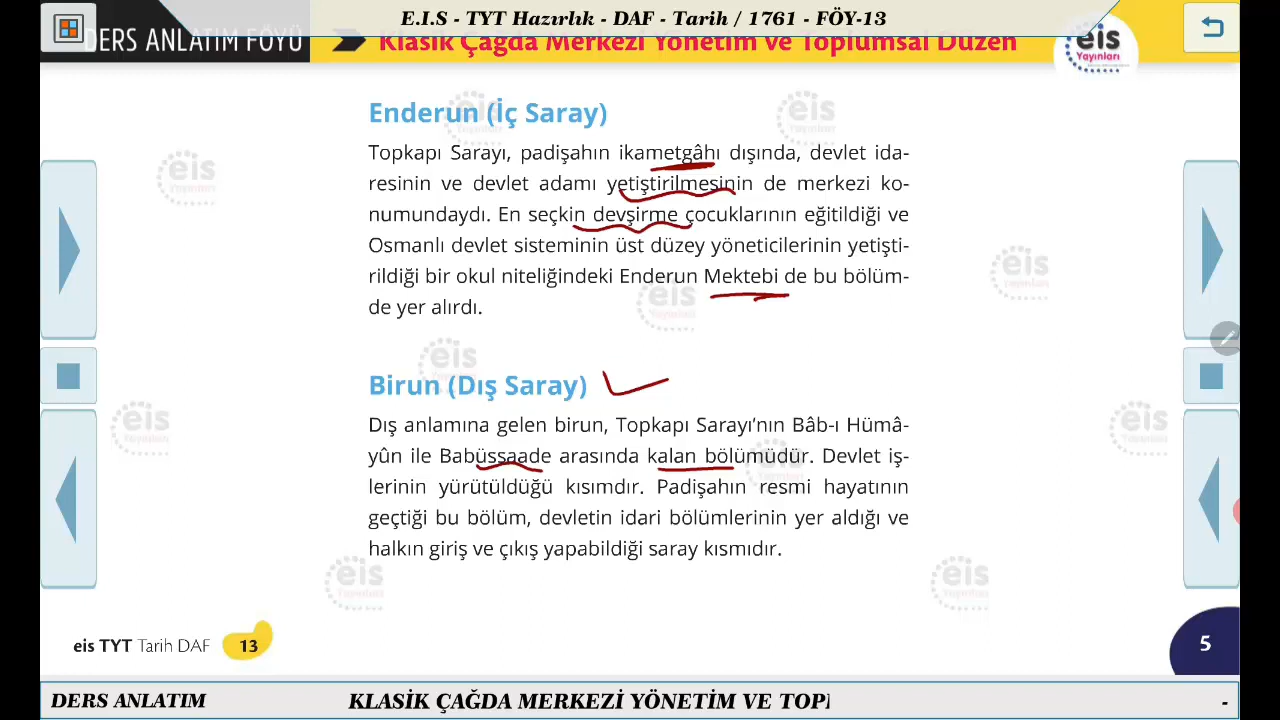 E.I.S - TYT Hazırlık - DAF - Tarih / 1761 - FÖY-13
DERS ANLATIM FÖYÜ
Klasik Çağda Merkezî Yönetim ve Toplumsal Düzen
eis
Yayınları
Enderun (İç Saray)
Topkapı Sarayı, padişahın ikametgâhı dışında, devlet ida-
resinin ve devlet adamı yetiştirilmesinin de merkezi ko-
numundaydı. En seçkin devşirme çocuklarının eğitildiği ve
Osmanlı devlet sisteminin üst düzey yöneticilerinin yetişti-
rildiği bir okul niteliğindeki Enderun Mektebi de bu bölüm-
de yer alırdı.
Birun (Dış Saray)
Dış anlamına gelen birun, Topkapı Sarayı’nın Bâb-ı Hümâ-
yûn ile Babüssaade arasında kalan bölümüdür. Devlet iş-
lerinin yürütüldüğü kısımdır. Padişahın resmi hayatının
geçtiği bu bölüm, devletin idari bölümlerinin yer aldığı ve
halkın giriş ve çıkış yapabildiği saray kısmıdır.
eis TYT Tarih DAF 13
5
DERS ANLATIM KLASİK ÇAĞDA MERKEZİ YÖNETİM VE TOPI -